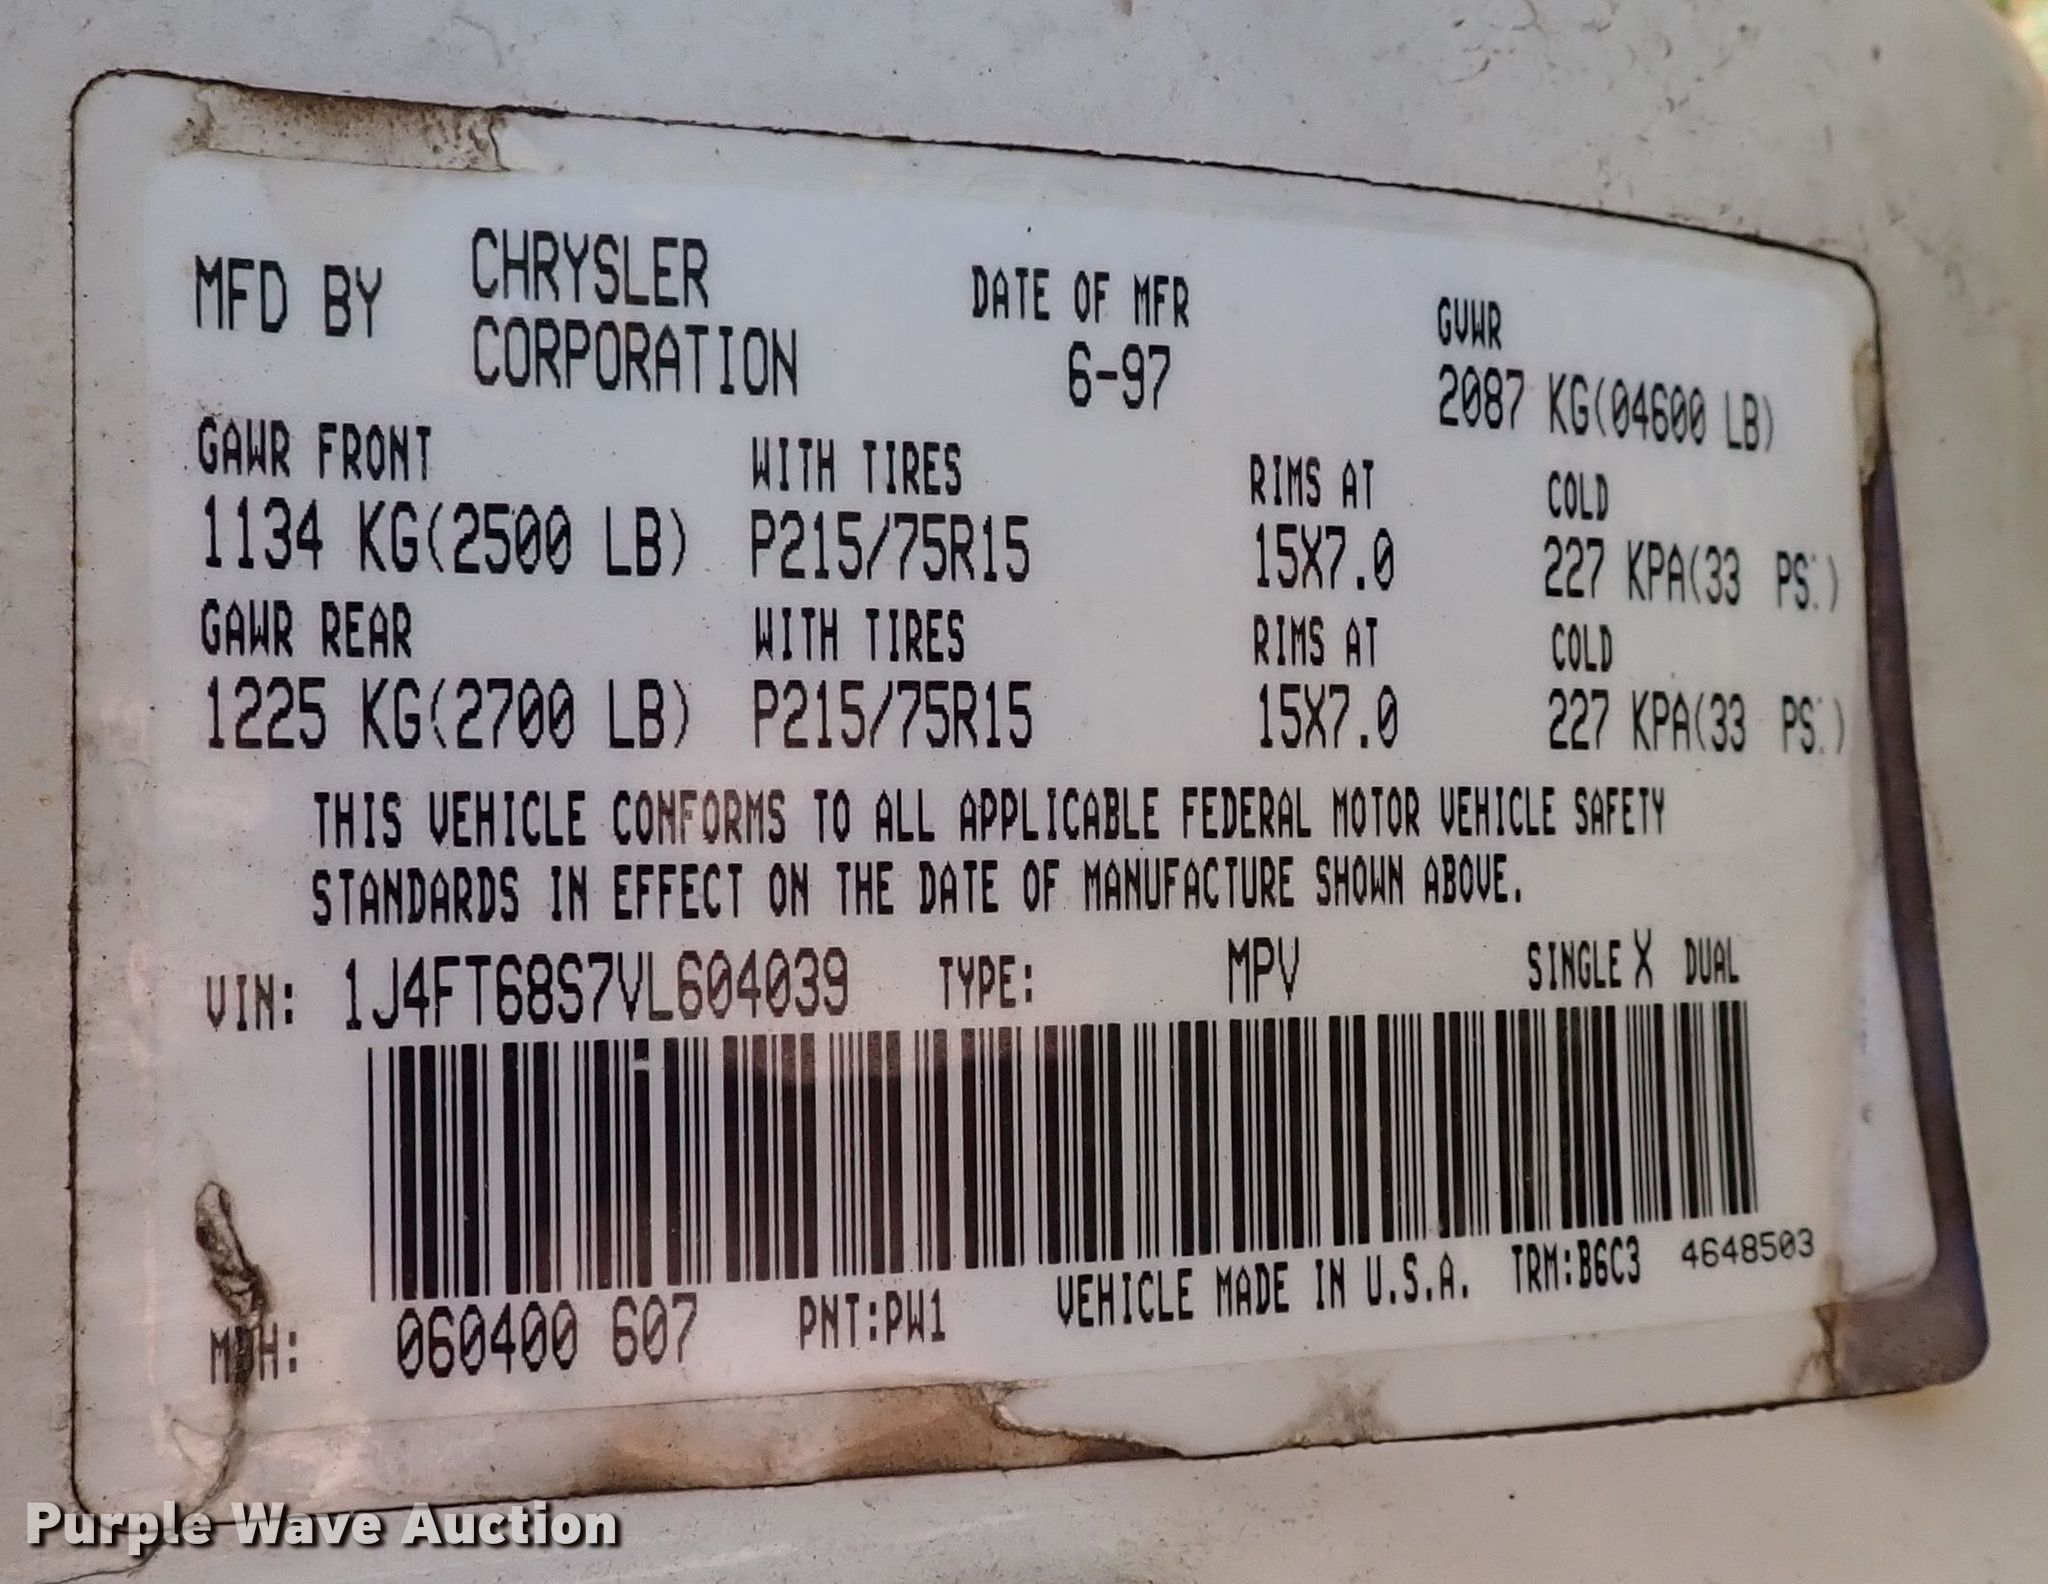 MFD BY CHRYSLER CORPORATION DATE OF MFR 6-97 GVWR 2087 KG(04600 LB)
GAWR FRONT WITH TIRES RIMS AT COLD
1134 KG(2500 LB) P215/75R15 15X7.0 227 KPA(33 PSI)
GAWR REAR WITH TIRES RIMS AT COLD
1225 KG(2700 LB) P215/75R15 15X7.0 227 KPA(33 PSI)
THIS VEHICLE CONFORMS TO ALL APPLICABLE FEDERAL MOTOR VEHICLE SAFETY
STANDARDS IN EFFECT ON THE DATE OF MANUFACTURE SHOWN ABOVE.
VIN: 1J4FT68S7VL604039 TYPE: MPV SINGLE X DUAL
MDH: 060400 607 PNT:PW1 VEHICLE MADE IN U.S.A. TRM:B6C3 4648503
Purple Wave Auction